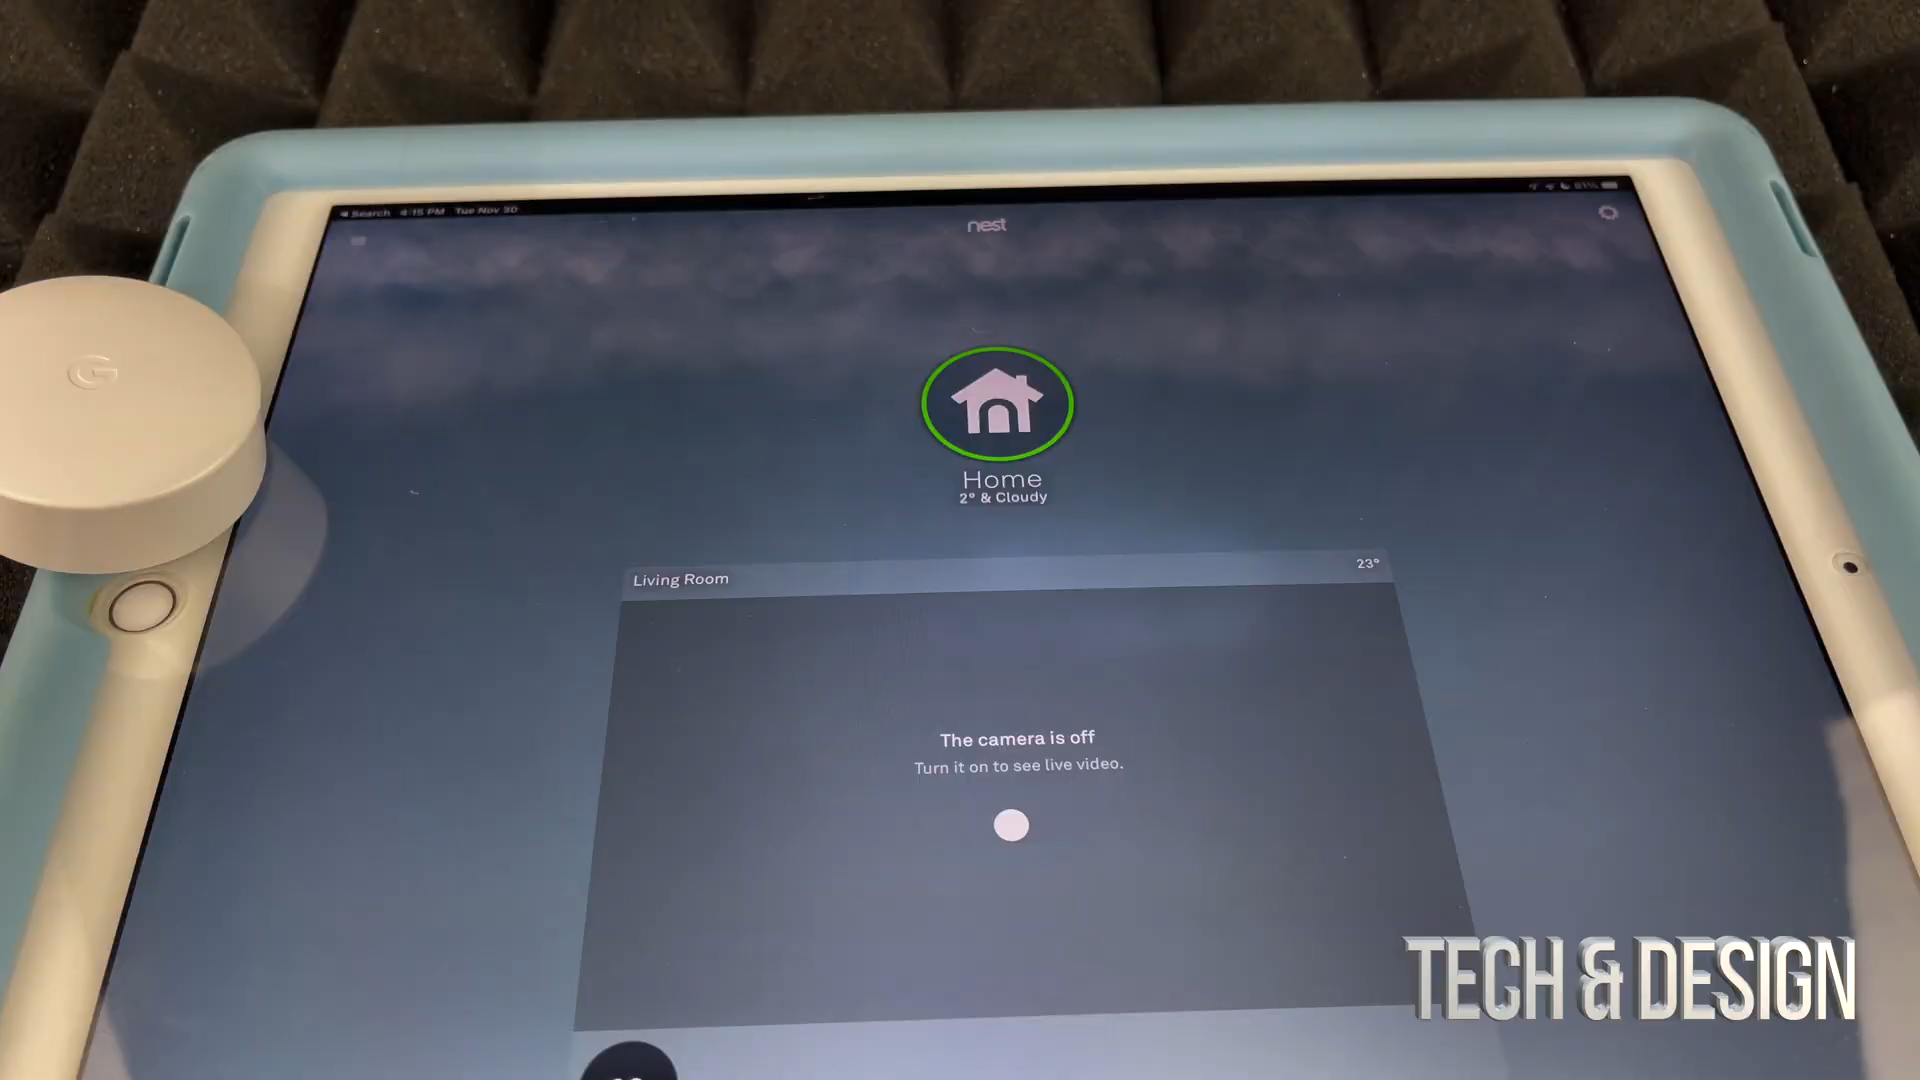 Search 4:15 PM Tue Nov 30
81%
nest
G
Home
2° & Cloudy
Living Room
23°
The camera is off
Turn it on to see live video.
TECH & DESIGN